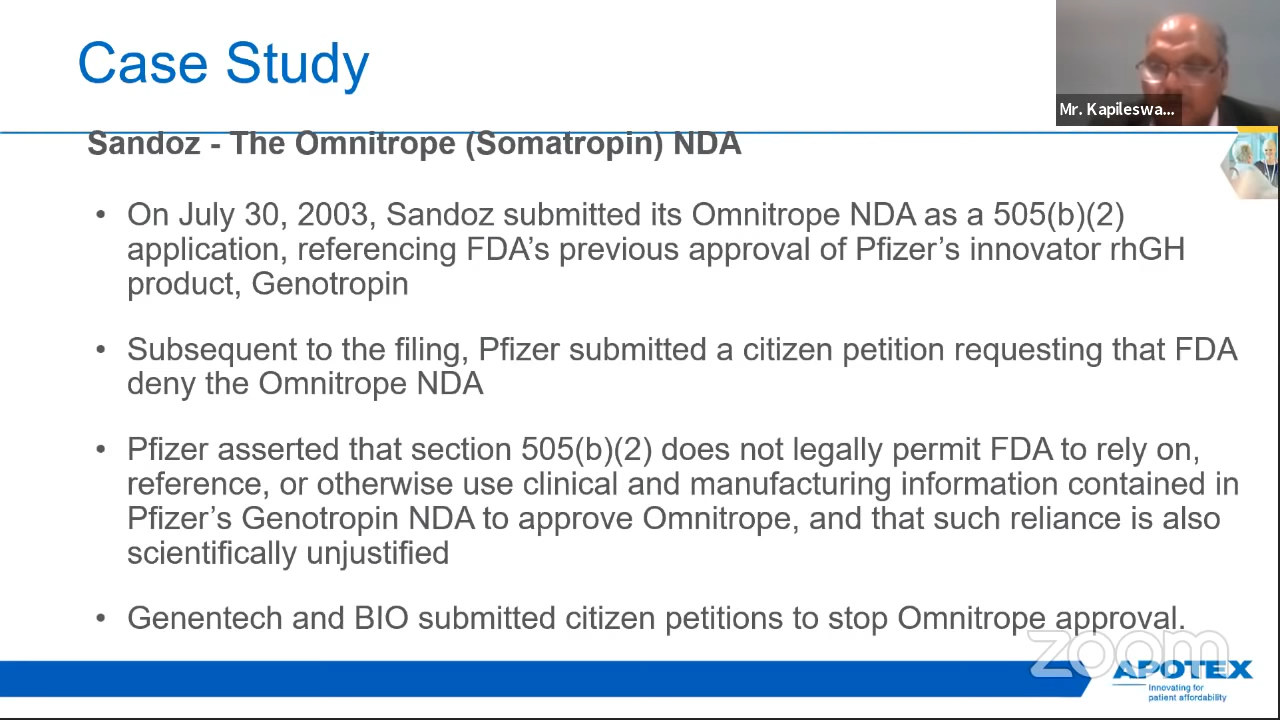 Case Study
Mr. Kapileswa...
Sandoz - The Omnitrope (Somatropin) NDA
• On July 30, 2003, Sandoz submitted its Omnitrope NDA as a 505(b)(2)
application, referencing FDA’s previous approval of Pfizer’s innovator rhGH
product, Genotropin
• Subsequent to the filing, Pfizer submitted a citizen petition requesting that FDA
deny the Omnitrope NDA
• Pfizer asserted that section 505(b)(2) does not legally permit FDA to rely on,
reference, or otherwise use clinical and manufacturing information contained in
Pfizer’s Genotropin NDA to approve Omnitrope, and that such reliance is also
scientifically unjustified
• Genentech and BIO submitted citizen petitions to stop Omnitrope approval.
zoom
APOTEX
Innovating for
patient affordability